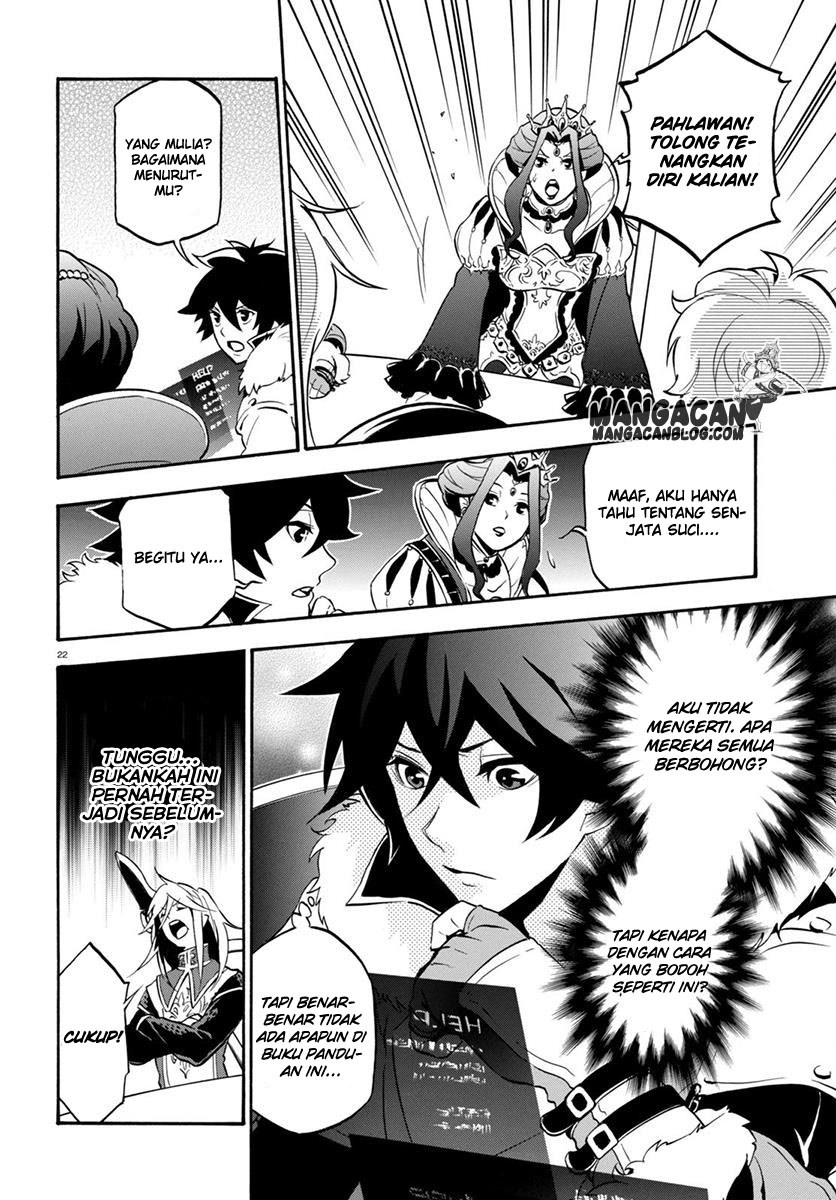 PAHLAWAN!
TOLONG TE-
NANGKAN
DIRI KALIAN!
YANG MULIA?
BAGAIMANA
MENURUT-
MU?
HELP
MANGACAN
MANGACANBLOG.COM
MAAF, AKU HANYA
TAHU TENTANG SEN-
JATA SUCI....
BEGITU YA...
22
AKU TIDAK
MENGERTI. APA
MEREKA SEMUA
BERBOHONG?
TAPI KENAPA
DENGAN CARA
YANG BODOH
SEPERTI INI?
TAPI BENAR-
BENAR TIDAK
ADA APAPUN DI
BUKU PANDU-
AN INI...
HELP
TUNGGU...
BUKANKAH INI
PERNAH TER-
JADI SEBELUM-
NYA?
CUKUP!